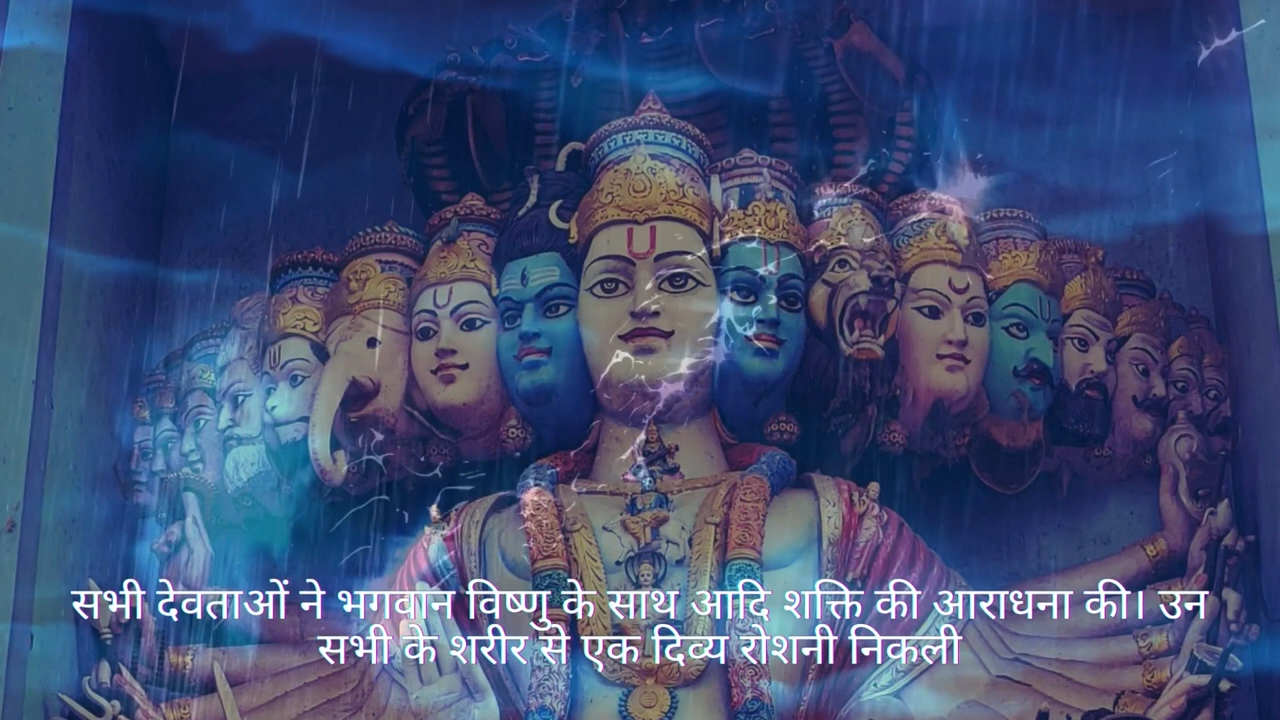 सभी देवताओं ने भगवान विष्णु के साथ आदि शक्ति की आराधना की। उन
सभी के शरीर से एक दिव्य रोशनी निकली